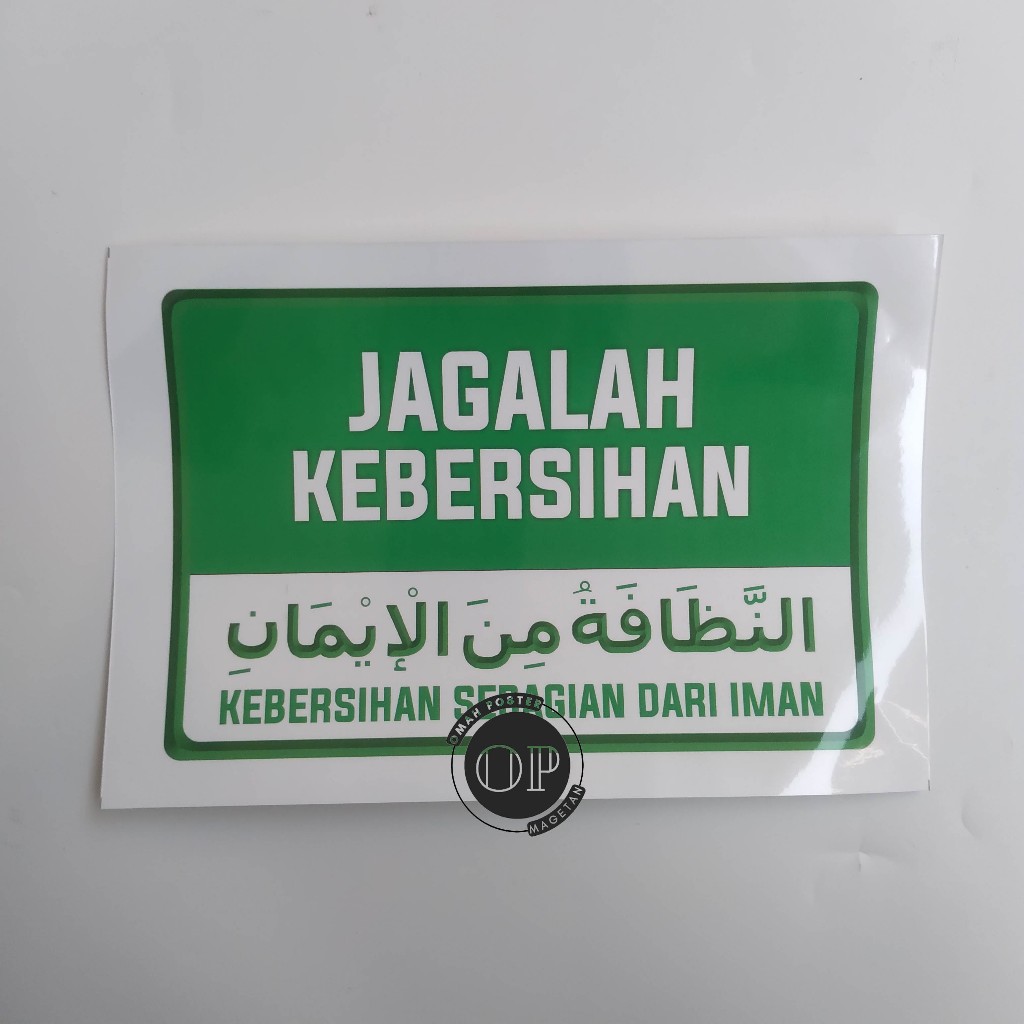 JAGALAH
KEBERSIHAN
النَّظَافَةُ مِنَ الْإِيْمَانِ
KEBERSIHAN SEBAGIAN DARI IMAN
OMAH POSTER
OP
MAGETAN